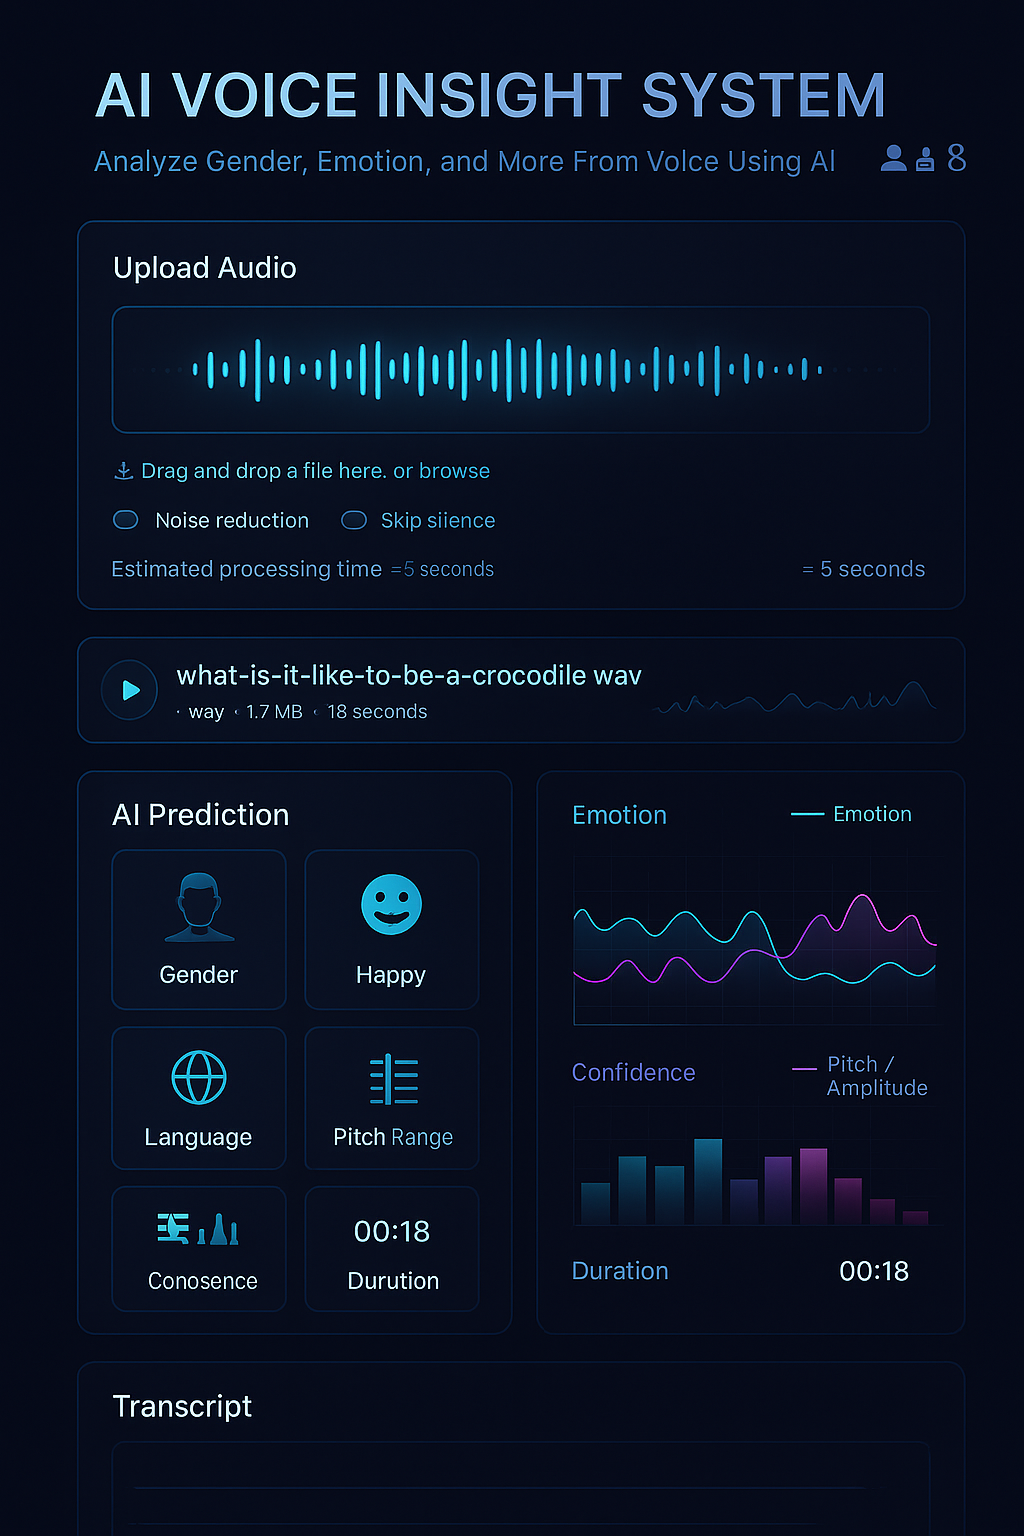 AI VOICE INSIGHT SYSTEM
Analyze Gender, Emotion, and More From Volce Using AI 8
Upload Audio
Drag and drop a file here. or browse
Noise reduction Skip siience
Estimated processing time =5 seconds = 5 seconds
what-is-it-like-to-be-a-crocodile wav
· way · 1.7 MB · 18 seconds
AI Prediction
Gender
Happy
Language
Pitch Range
Conosence
00:18
Durution
Emotion
Emotion
Confidence
Pitch /
Amplitude
Duration 00:18
Transcript